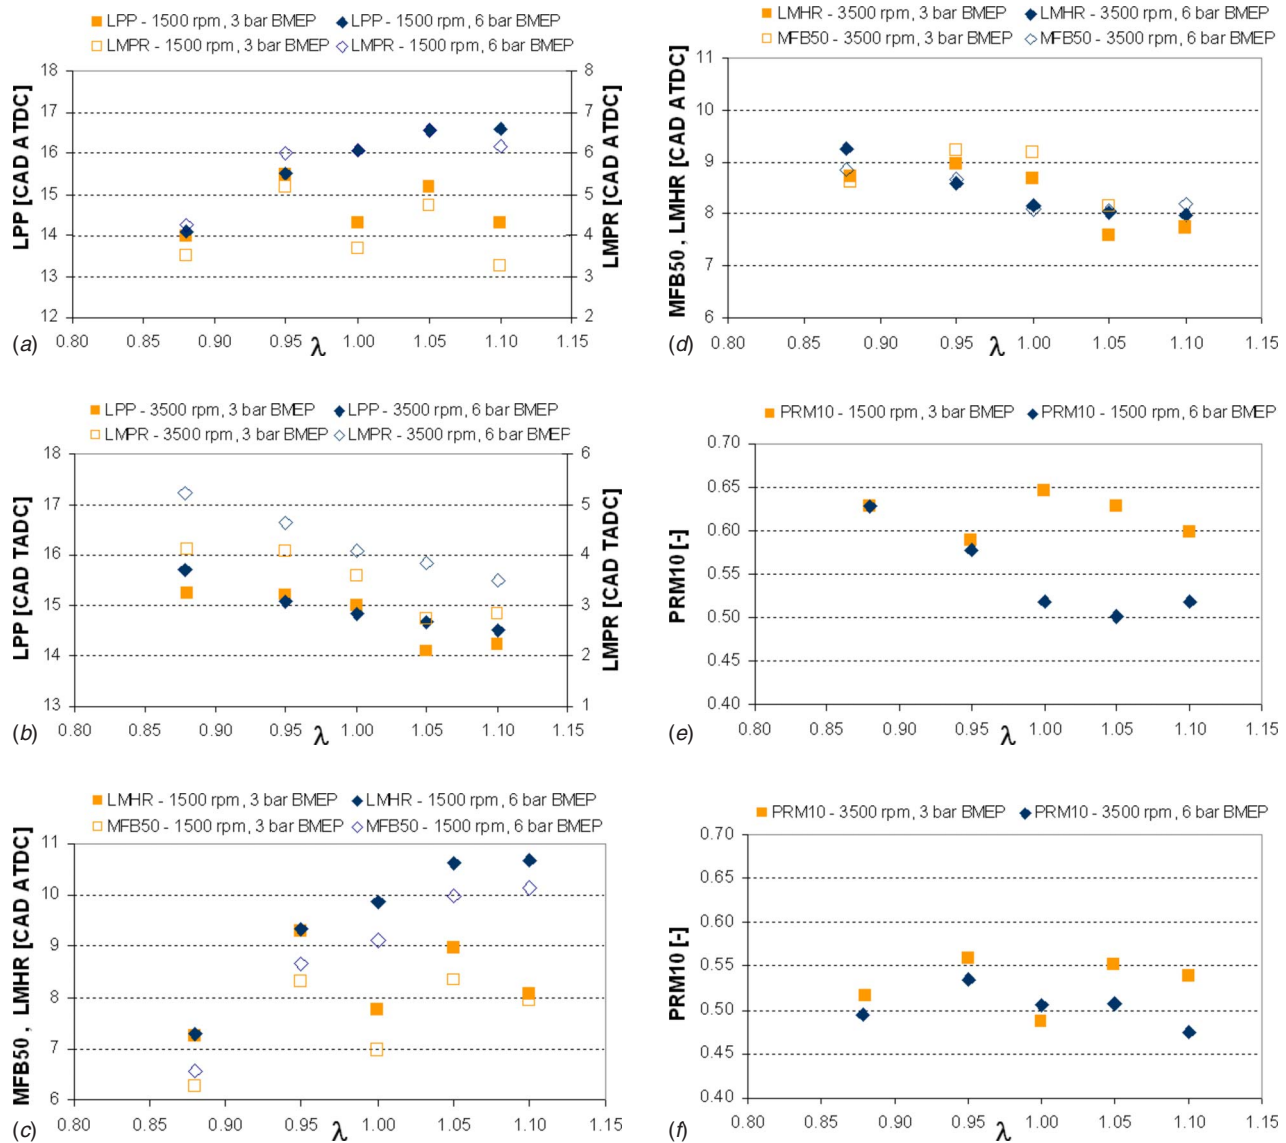 LPP - 1500 rpm, 3 bar BMEP LPP - 1500 rpm, 6 bar BMEP
LMPR - 1500 rpm, 3 bar BMEP LMPR - 1500 rpm, 6 bar BMEP
18 8
17 7
16 6
15 5
14 4
13 3
12 2
LPP [CAD ATDC]
LMPR [CAD ATDC]
0.80 0.85 0.90 0.95 1.00 1.05 1.10 1.15
(a) λ
LPP - 3500 rpm, 3 bar BMEP LPP - 3500 rpm, 6 bar BMEP
LMPR - 3500 rpm, 3 bar BMEP LMPR - 3500 rpm, 6 bar BMEP
18 6
17 5
16 4
15 3
14 2
13 1
LPP [CAD TADC]
LMPR [CAD TADC]
0.80 0.85 0.90 0.95 1.00 1.05 1.10 1.15
(b) λ
LMHR - 1500 rpm, 3 bar BMEP LMHR - 1500 rpm, 6 bar BMEP
MFB50 - 1500 rpm, 3 bar BMEP MFB50 - 1500 rpm, 6 bar BMEP
11
10
9
8
7
6
MFB50 , LMHR [CAD ATDC]
0.80 0.85 0.90 0.95 1.00 1.05 1.10 1.15
(c) λ
LMHR - 3500 rpm, 3 bar BMEP LMHR - 3500 rpm, 6 bar BMEP
MFB50 - 3500 rpm, 3 bar BMEP MFB50 - 3500 rpm, 6 bar BMEP
11
10
9
8
7
6
MFB50 , LMHR [CAD ATDC]
0.80 0.85 0.90 0.95 1.00 1.05 1.10 1.15
(d) λ
PRM10 - 1500 rpm, 3 bar BMEP PRM10 - 1500 rpm, 6 bar BMEP
0.70
0.65
0.60
0.55
0.50
0.45
0.40
PRM10 [-]
0.80 0.85 0.90 0.95 1.00 1.05 1.10 1.15
(e) λ
PRM10 - 3500 rpm, 3 bar BMEP PRM10 - 3500 rpm, 6 bar BMEP
0.70
0.65
0.60
0.55
0.50
0.45
0.40
PRM10 [-]
0.80 0.85 0.90 0.95 1.00 1.05 1.10 1.15
(f) λ